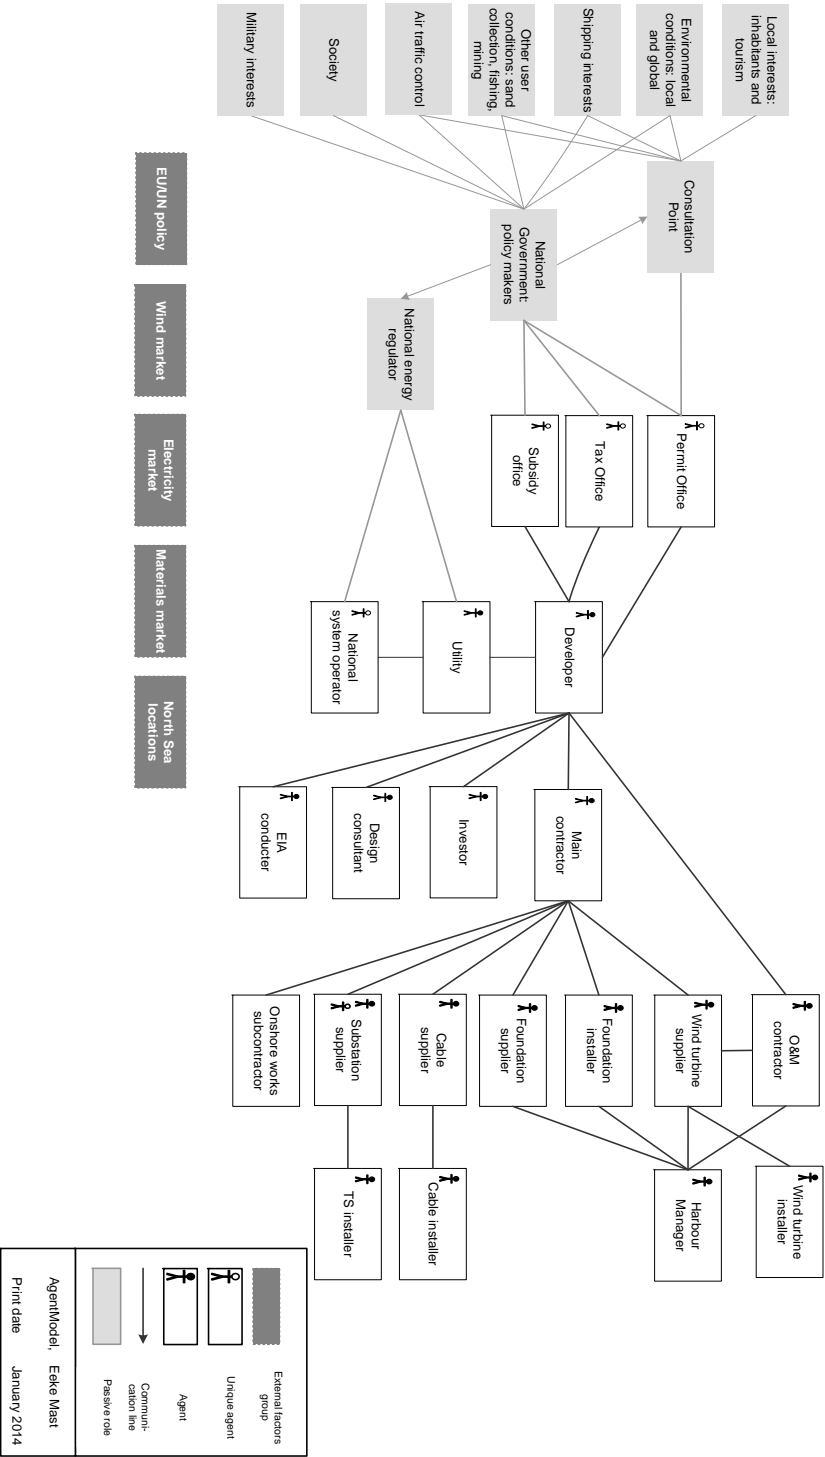 Local interests:
inhabitants and
tourism
Environmental
conditions: local
and global
Shipping interests
Other user
conditions: sand
collection, fishing,
mining
Air traffic control
Society
Military interests
Consultation
Point
National
Government:
policy makers
National energy
regulator
Permit Office
Tax Office
Subsidy
office
Developer
Utility
National
system operator
Main
contractor
Investor
Design
consultant
EIA
conducter
O&M
contractor
Wind turbine
supplier
Foundation
installer
Foundation
supplier
Cable
supplier
Substation
supplier
Onshore works
subcontractor
Wind turbine
installer
Harbour
Manager
Cable installer
TS installer
EU/UN policy
Wind market
Electricity
market
Materials market
North Sea
locations
External factors
group
Unique agent
Agent
Communi-
cation line
Passive role
AgentModel, Eeke Mast
Print date January 2014